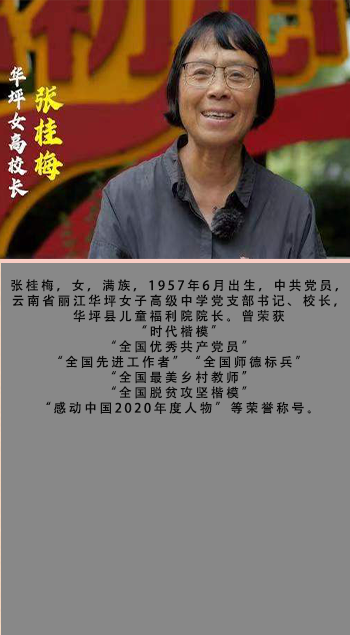 初心
华坪女高校长
张桂梅
张桂梅，女，满族，1957年6月出生，中共党员，
云南省丽江华坪女子高级中学党支部书记、校长，
华坪县儿童福利院院长。曾荣获
“时代楷模”
“全国优秀共产党员”
“全国先进工作者”“全国师德标兵”
“全国最美乡村教师”
“全国脱贫攻坚楷模”
“感动中国2020年度人物”等荣誉称号。